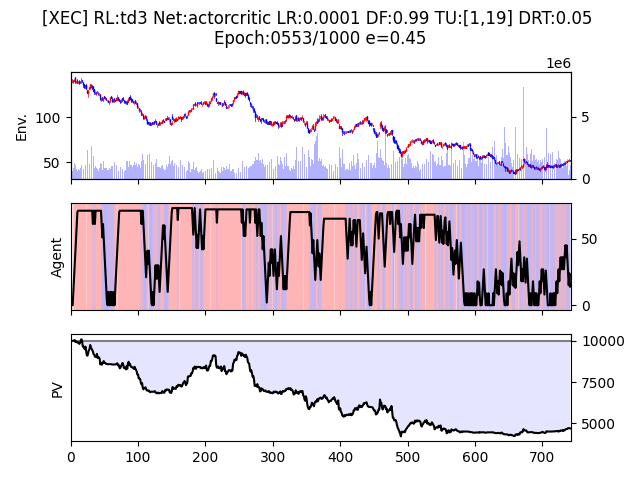 [XEC] RL:td3 Net:actorcritic LR:0.0001 DF:0.99 TU:[1,19] DRT:0.05
Epoch:0553/1000 e=0.45
1e6
Env.
100
50
5
0
Agent
50
0
PV
10000
7500
5000
0 100 200 300 400 500 600 700